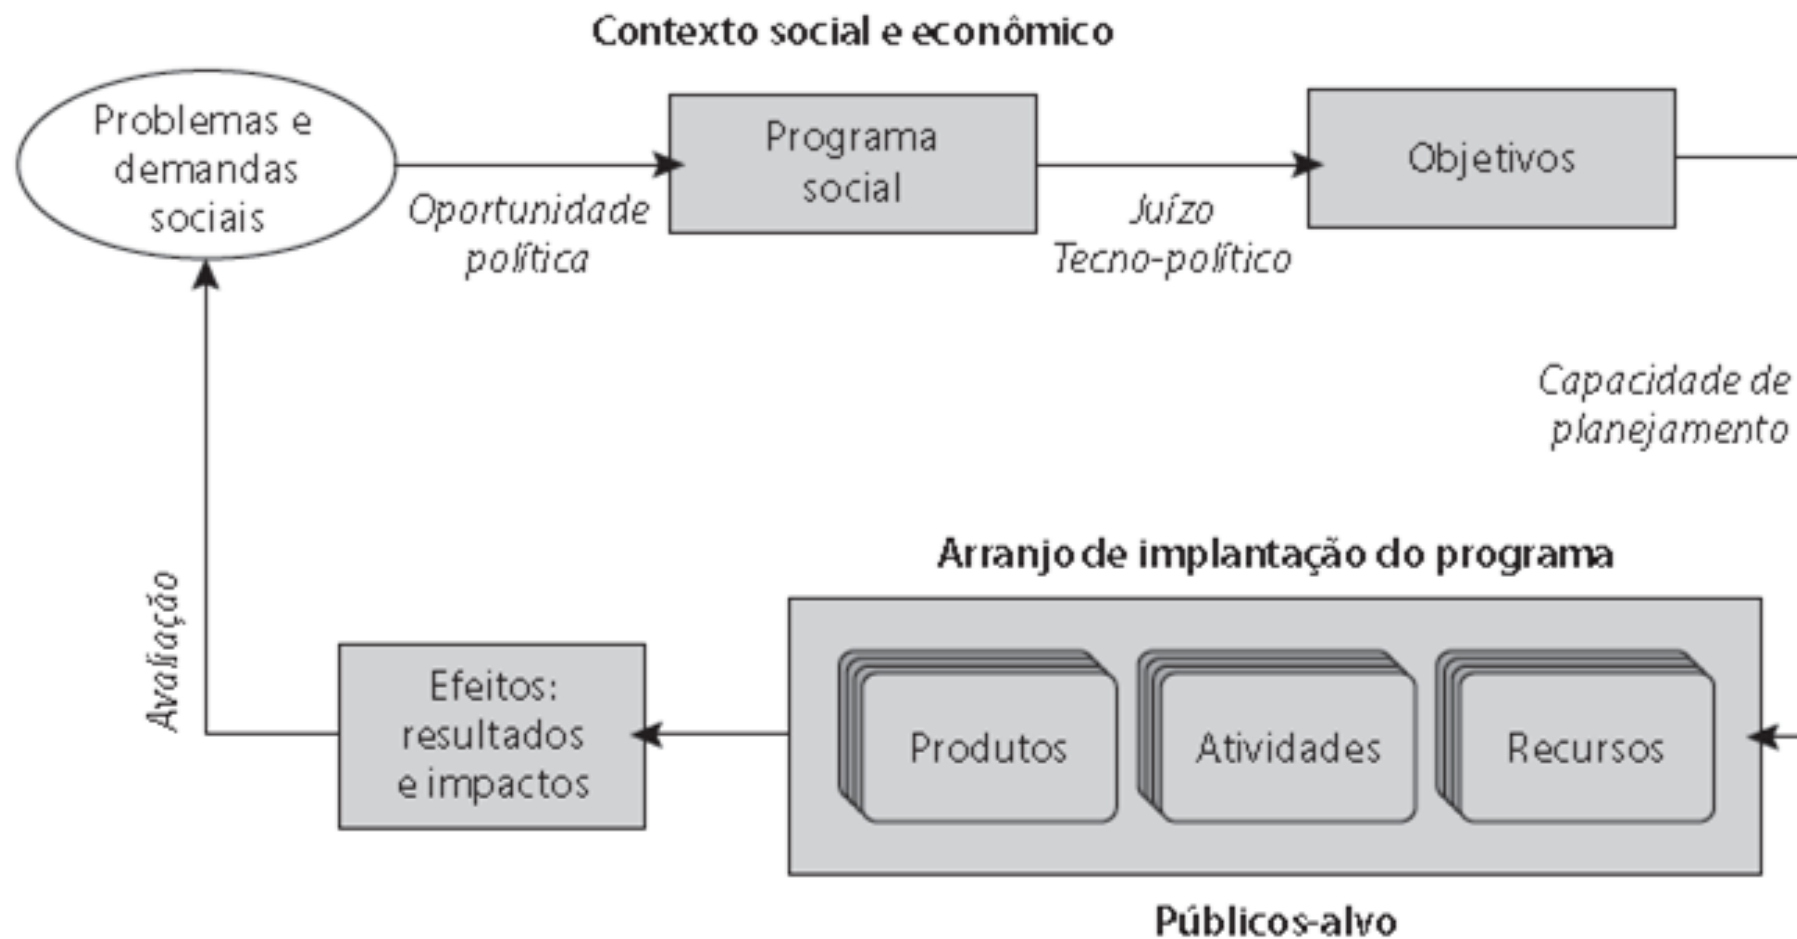 Contexto social e econômico
Problemas e
demandas
sociais
Oportunidade
política
Programa
social
Juízo
Tecno-político
Objetivos
Capacidade de
planejamento
Arranjo de implantação do programa
Recursos
Atividades
Produtos
Públicos-alvo
Efeitos:
resultados
e impactos
Avaliação